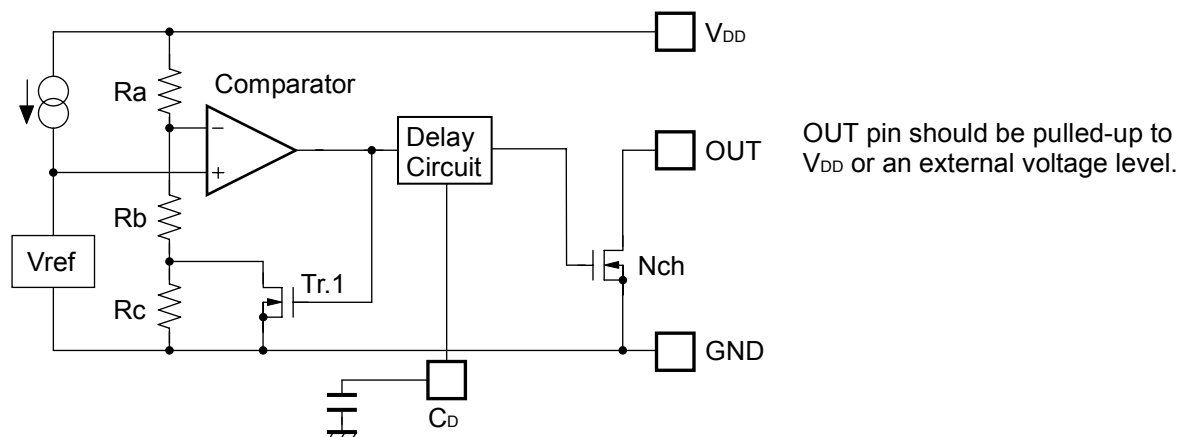 VDD
Ra
Comparator
−
+
Delay
Circuit
OUT
OUT pin should be pulled-up to
VDD or an external voltage level.
Rb
Vref
Tr.1
Nch
Rc
GND
CD